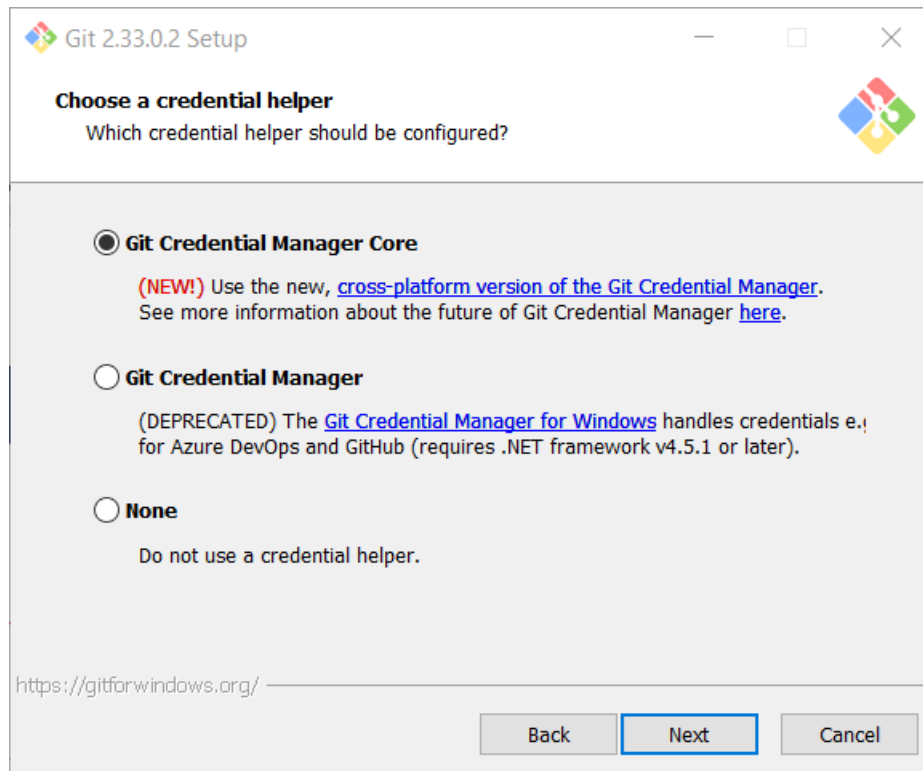 Git 2.33.0.2 Setup
Choose a credential helper
Which credential helper should be configured?
Git Credential Manager Core
(NEW!) Use the new, cross-platform version of the Git Credential Manager.
See more information about the future of Git Credential Manager here.
Git Credential Manager
(DEPRECATED) The Git Credential Manager for Windows handles credentials e.g
for Azure DevOps and GitHub (requires .NET framework v4.5.1 or later).
None
Do not use a credential helper.
https://gitforwindows.org/
Back Next Cancel